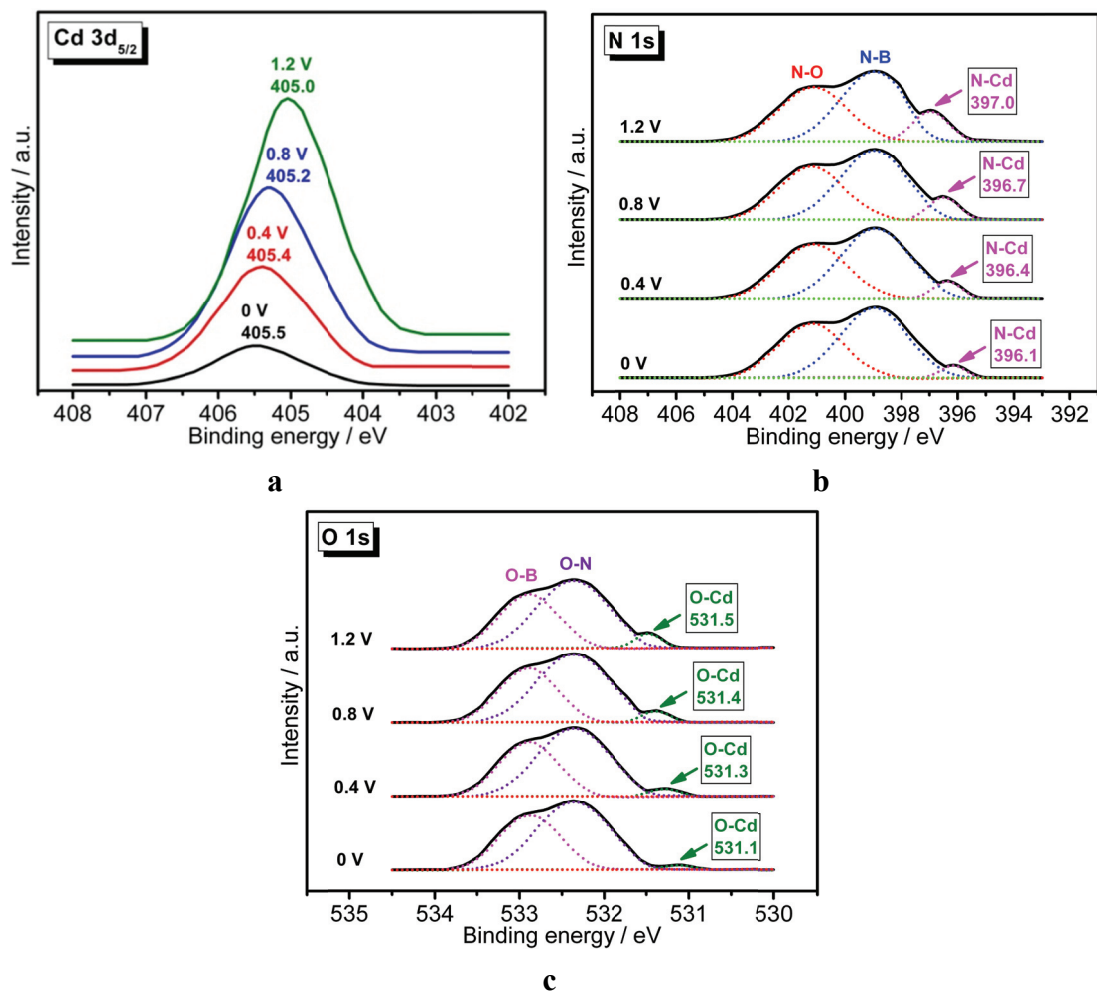 Cd 3d5/2
1.2 V
405.0
0.8 V
405.2
0.4 V
405.4
0 V
405.5
Intensity / a.u.
408 407 406 405 404 403 402
Binding energy / eV
a
N 1s
N-O
N-B
N-Cd
397.0
1.2 V
N-Cd
396.7
0.8 V
N-Cd
396.4
0.4 V
N-Cd
396.1
0 V
Intensity / a.u.
408 406 404 402 400 398 396 394 392
Binding energy / eV
b
O 1s
O-B
O-N
O-Cd
531.5
1.2 V
O-Cd
531.4
0.8 V
O-Cd
531.3
0.4 V
O-Cd
531.1
0 V
Intensity / a.u.
535 534 533 532 531 530
Binding energy / eV
c